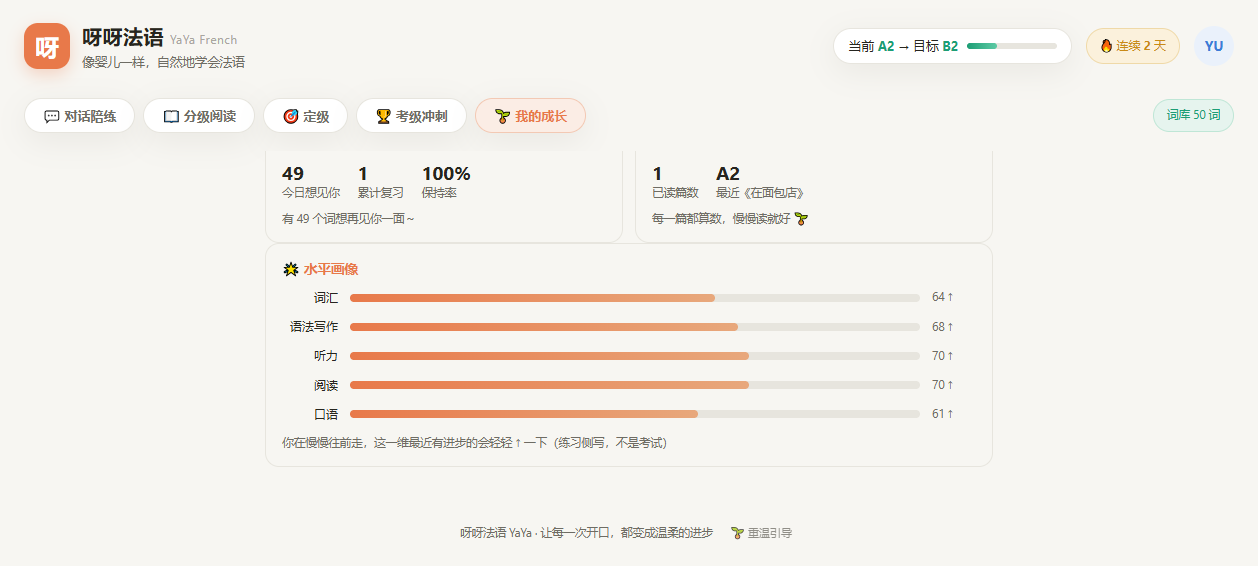 呀
呀呀法语 YaYa French
像婴儿一样，自然地学会法语
当前 A2 → 目标 B2
连续 2 天
YU
对话陪练
分级阅读
定级
考级冲刺
我的成长
词库 50 词
49 1 100%
今日想见你 累计复习 保持率
有 49 个词想再见你一面～
1 A2
已读篇数 最近《在面包店》
每一篇都算数，慢慢读就好
水平画像
词汇 64 ↑
语法写作 68 ↑
听力 70 ↑
阅读 70 ↑
口语 61 ↑
你在慢慢往前走，这一维最近有进步的会轻轻 ↑ 一下（练习侧写，不是考试）
呀呀法语 YaYa · 让每一次开口，都变成温柔的进步 重温引导